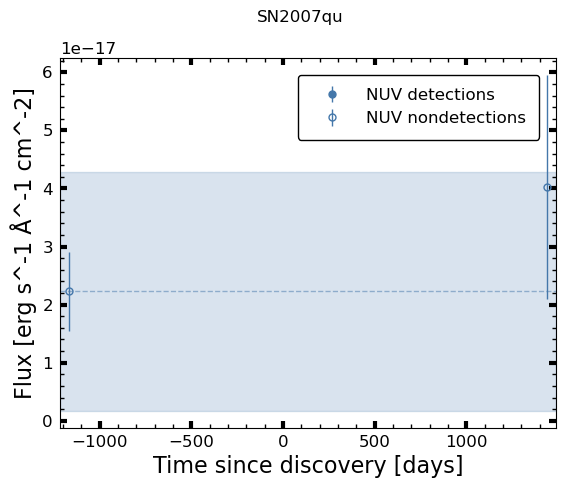 SN2007qu
1e−17
NUV detections
NUV nondetections
6
5
4
3
2
1
0
Flux [erg s^-1 Å^-1 cm^-2]
−1000
−500
0
500
1000
Time since discovery [days]